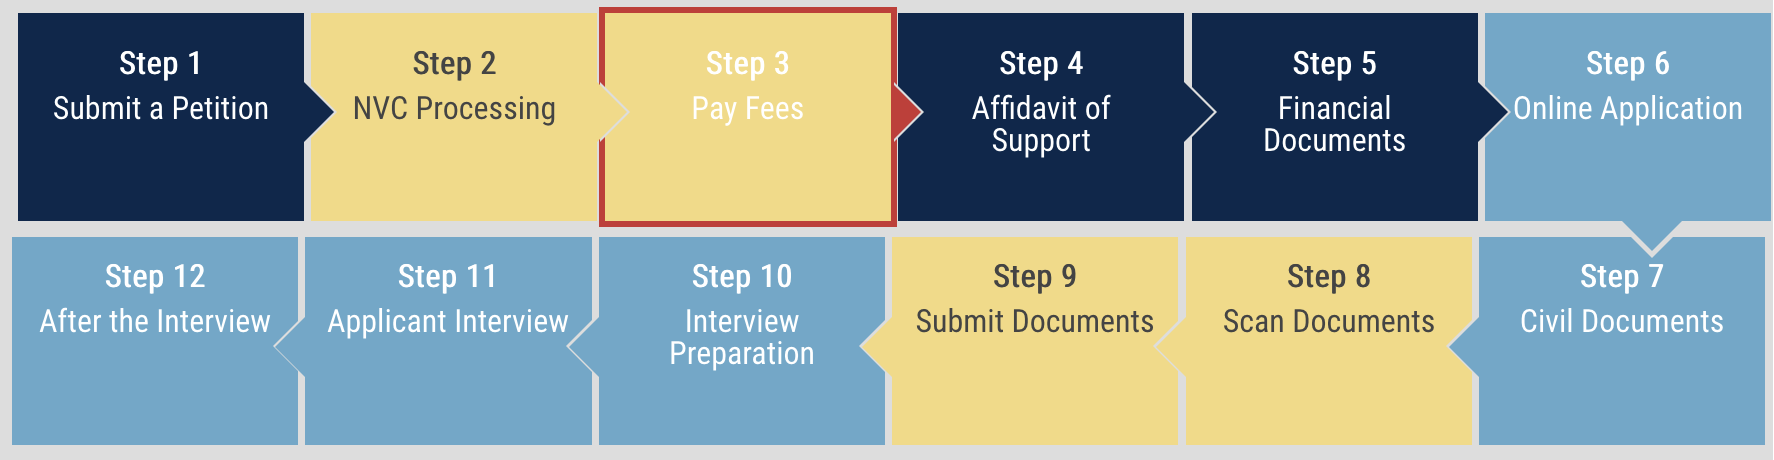 Step 1
Submit a Petition
Step 2
NVC Processing
Step 3
Pay Fees
Step 4
Affidavit of
Support
Step 5
Financial
Documents
Step 6
Online Application
Step 7
Civil Documents
Step 8
Scan Documents
Step 9
Submit Documents
Step 10
Interview
Preparation
Step 11
Applicant Interview
Step 12
After the Interview